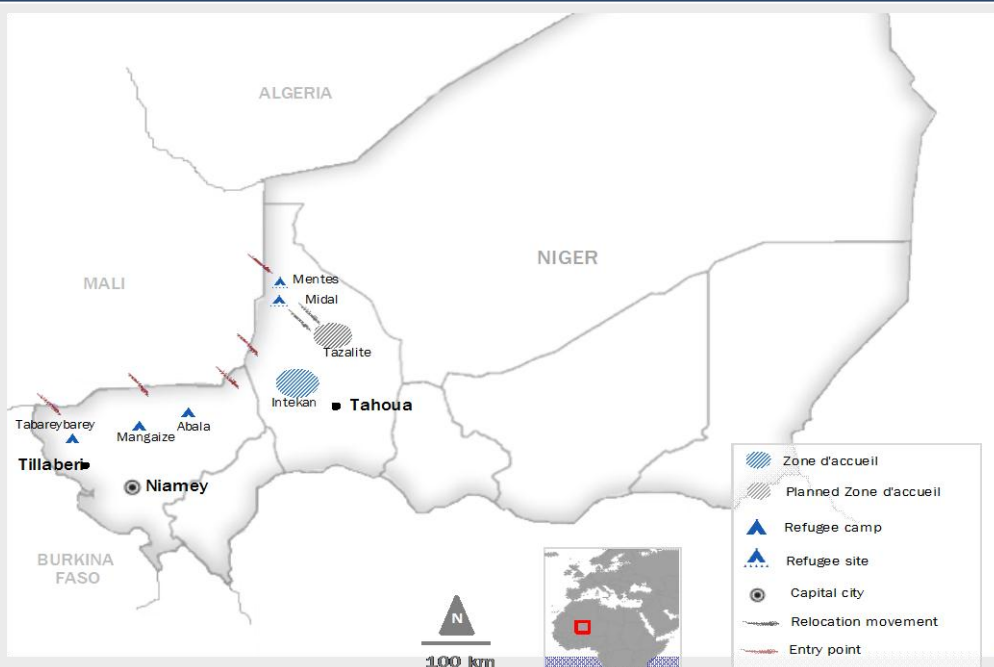 ALGERIA
NIGER
MALI
Mentes
Midal
Tazalite
Intekan
Tahoua
Tabareybarey
Mangaize
Abala
Tillaberi
Niamey
BURKINA
FASO
N
100 km
Zone d'accueil
Planned Zone d'accueil
Refugee camp
Refugee site
Capital city
Relocation movement
Entry point